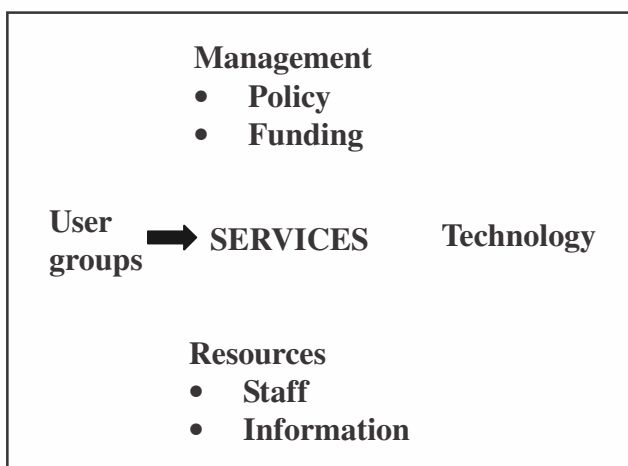 Management
• Policy
• Funding
User
groups
SERVICES
Technology
Resources
• Staff
• Information